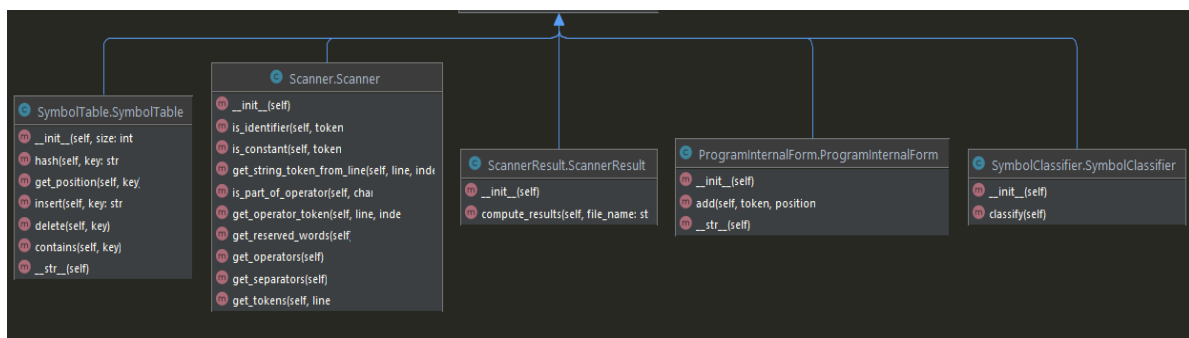 SymbolTable.SymbolTable
__init__(self, size: int
hash(self, key: str
get_position(self, key)
insert(self, key: str
delete(self, key)
contains(self, key)
__str__(self)
Scanner.Scanner
__init__(self)
is_identifier(self, token
is_constant(self, token
get_string_token_from_line(self, line, inde
is_part_of_operator(self, char
get_operator_token(self, line, inde
get_reserved_words(self)
get_operators(self)
get_separators(self)
get_tokens(self, line
ScannerResult.ScannerResult
__init__(self)
compute_results(self, file_name: st
ProgramInternalForm.ProgramInternalForm
__init__(self)
add(self, token, position
__str__(self)
SymbolClassifier.SymbolClassifier
__init__(self)
classify(self)